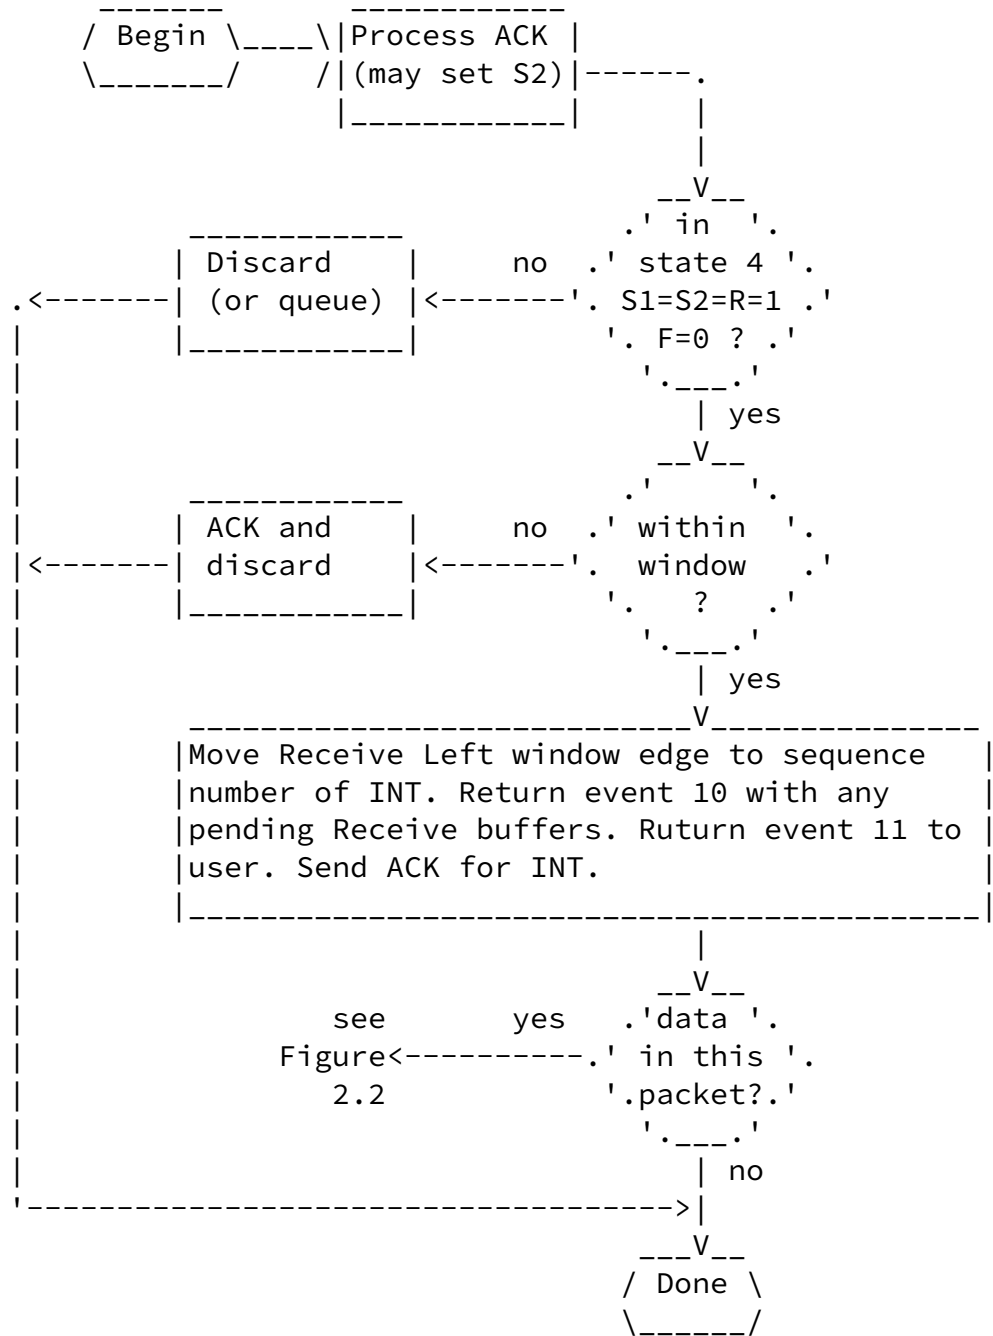 Begin
Process ACK
(may set S2)
in
state 4
S1=S2=R=1
F=0 ?
no
Discard
(or queue)
yes
within
window
?
no
ACK and
discard
yes
Move Receive Left window edge to sequence
number of INT. Return event 10 with any
pending Receive buffers. Ruturn event 11 to
user. Send ACK for INT.
data
in this
packet?
yes
see
Figure
2.2
no
Done